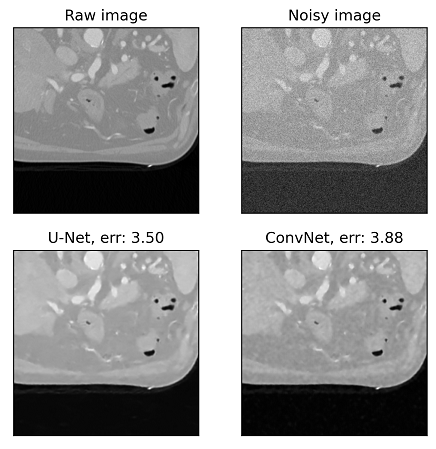 Raw image
Noisy image
U-Net, err: 3.50
ConvNet, err: 3.88